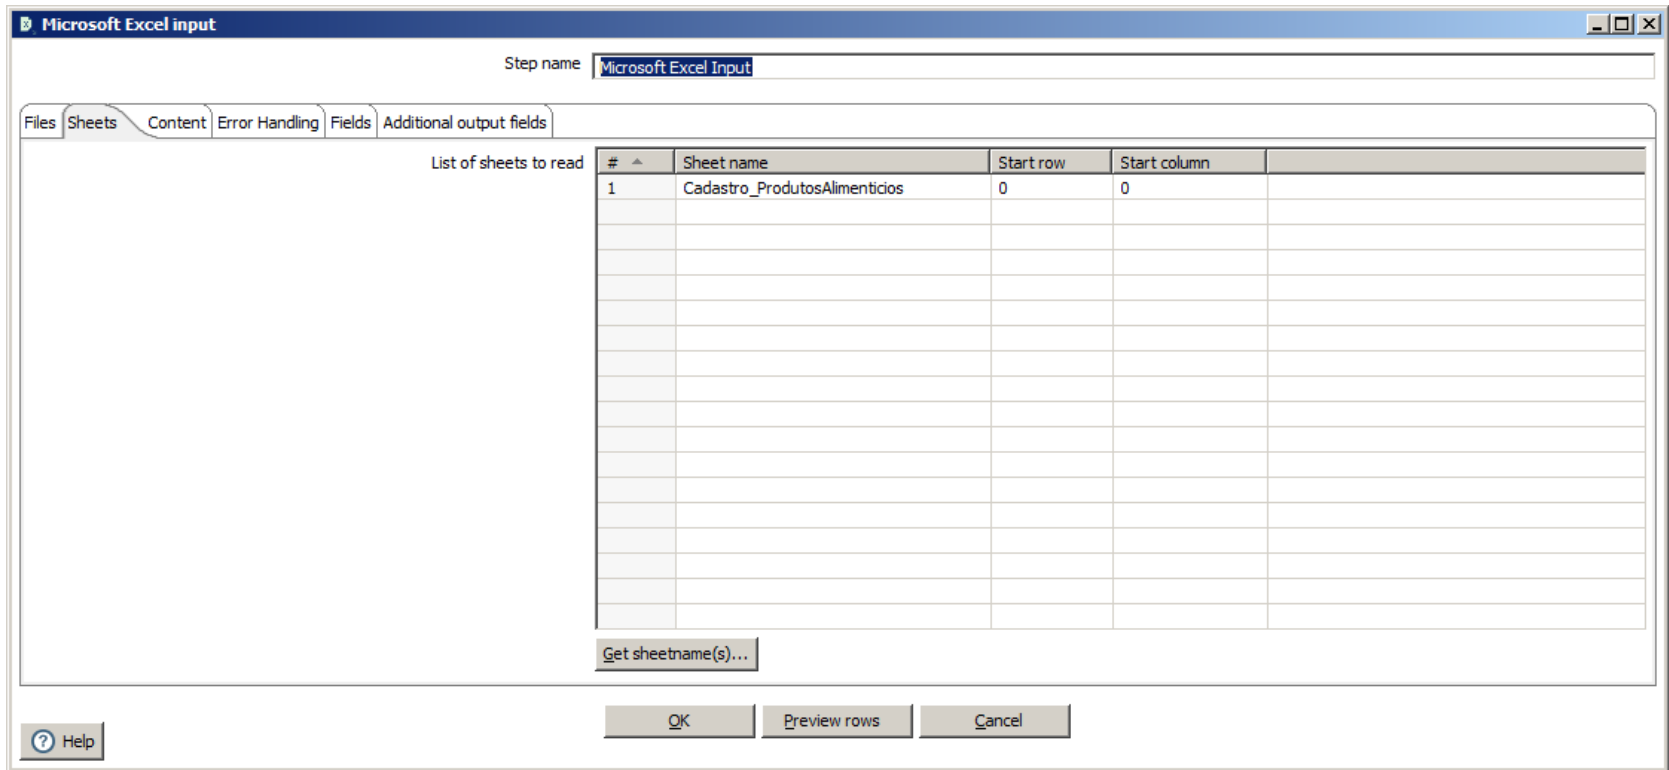 Microsoft Excel input
Step name Microsoft Excel Input
Files Sheets Content Error Handling Fields Additional output fields
List of sheets to read # Sheet name Start row Start column
1 Cadastro_ProdutosAlimenticios 0 0
Get sheetname(s)...
OK Preview rows Cancel
? Help